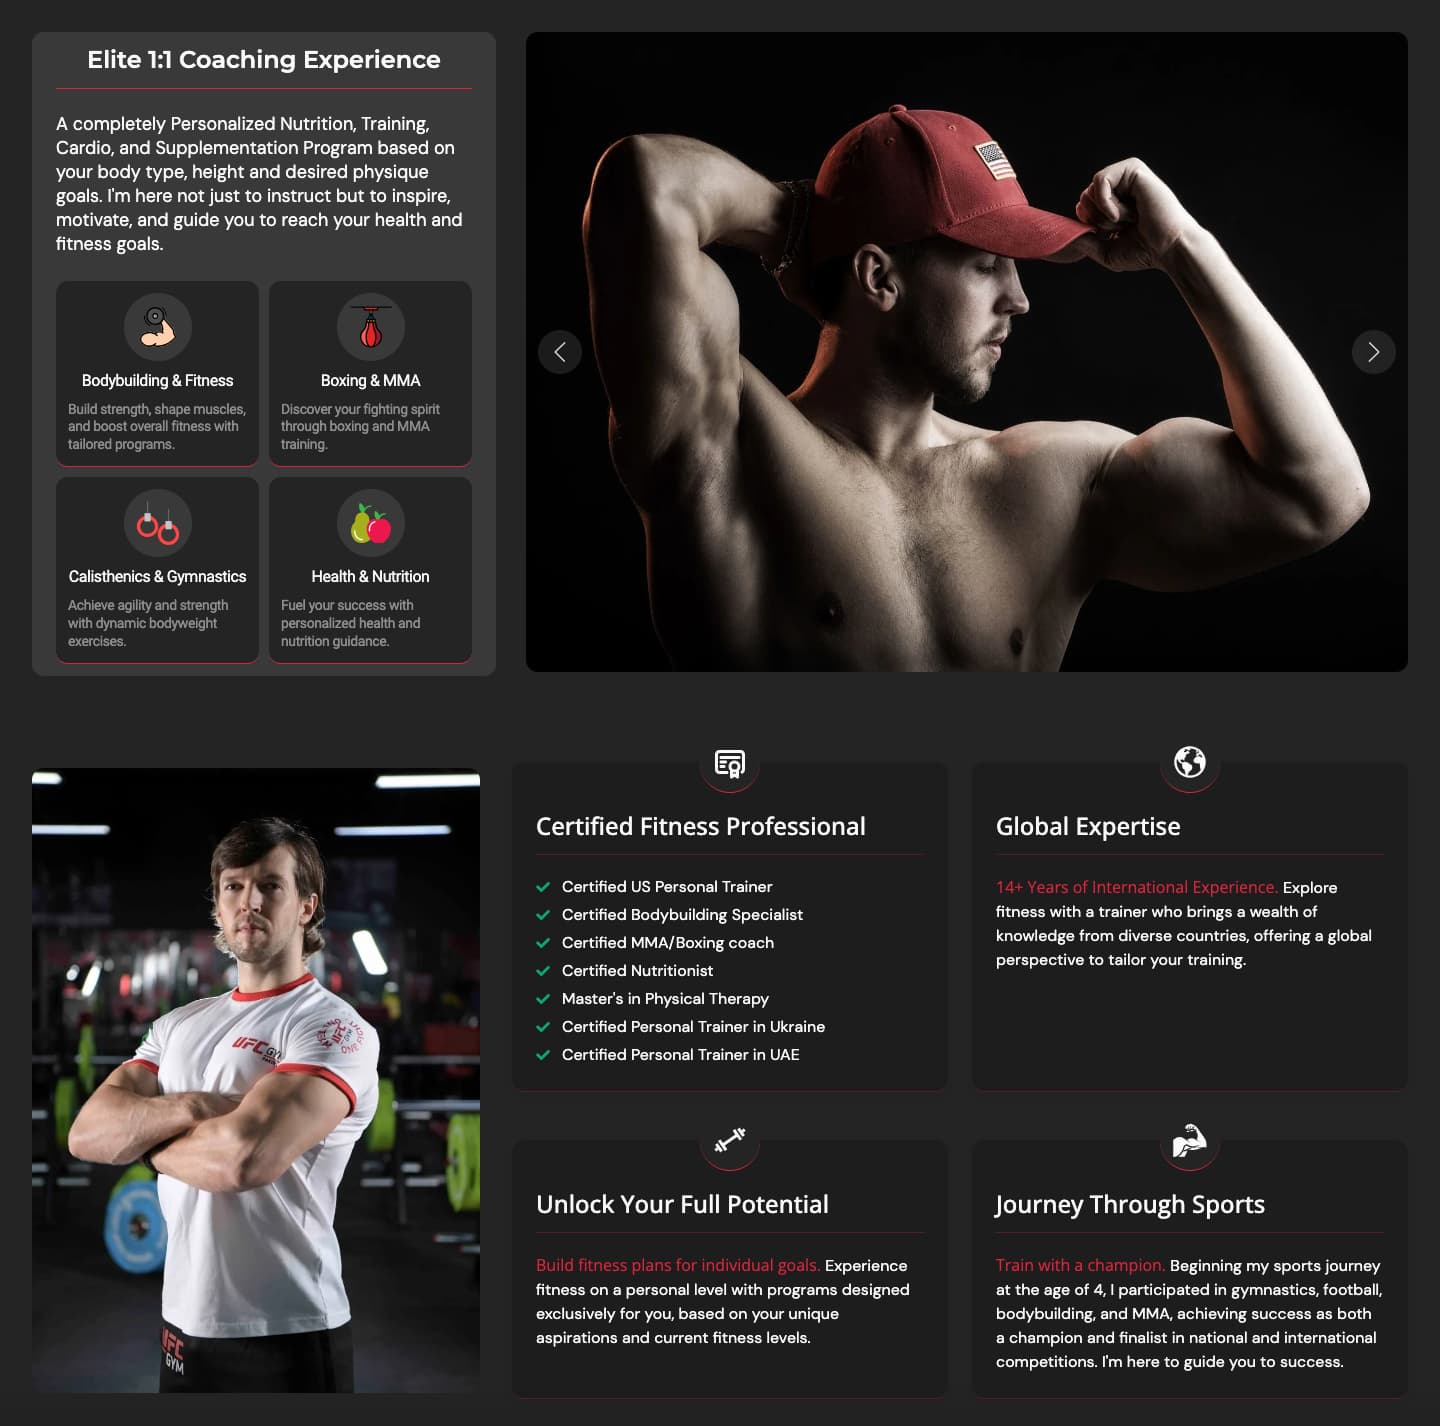 Elite 1:1 Coaching Experience
A completely Personalized Nutrition, Training,
Cardio, and Supplementation Program based on
your body type, height and desired physique
goals. I'm here not just to instruct but to inspire,
motivate, and guide you to reach your health and
fitness goals.
Bodybuilding & Fitness
Build strength, shape muscles,
and boost overall fitness with
tailored programs.
Boxing & MMA
Discover your fighting spirit
through boxing and MMA
training.
Calisthenics & Gymnastics
Achieve agility and strength
with dynamic bodyweight
exercises.
Health & Nutrition
Fuel your success with
personalized health and
nutrition guidance.
UFC
GYM
UFC
GYM
Certified Fitness Professional
Certified US Personal Trainer
Certified Bodybuilding Specialist
Certified MMA/Boxing coach
Certified Nutritionist
Master's in Physical Therapy
Certified Personal Trainer in Ukraine
Certified Personal Trainer in UAE
Global Expertise
14+ Years of International Experience. Explore
fitness with a trainer who brings a wealth of
knowledge from diverse countries, offering a global
perspective to tailor your training.
Unlock Your Full Potential
Build fitness plans for individual goals. Experience
fitness on a personal level with programs designed
exclusively for you, based on your unique
aspirations and current fitness levels.
Journey Through Sports
Train with a champion. Beginning my sports journey
at the age of 4, I participated in gymnastics, football,
bodybuilding, and MMA, achieving success as both
a champion and finalist in national and international
competitions. I'm here to guide you to success.